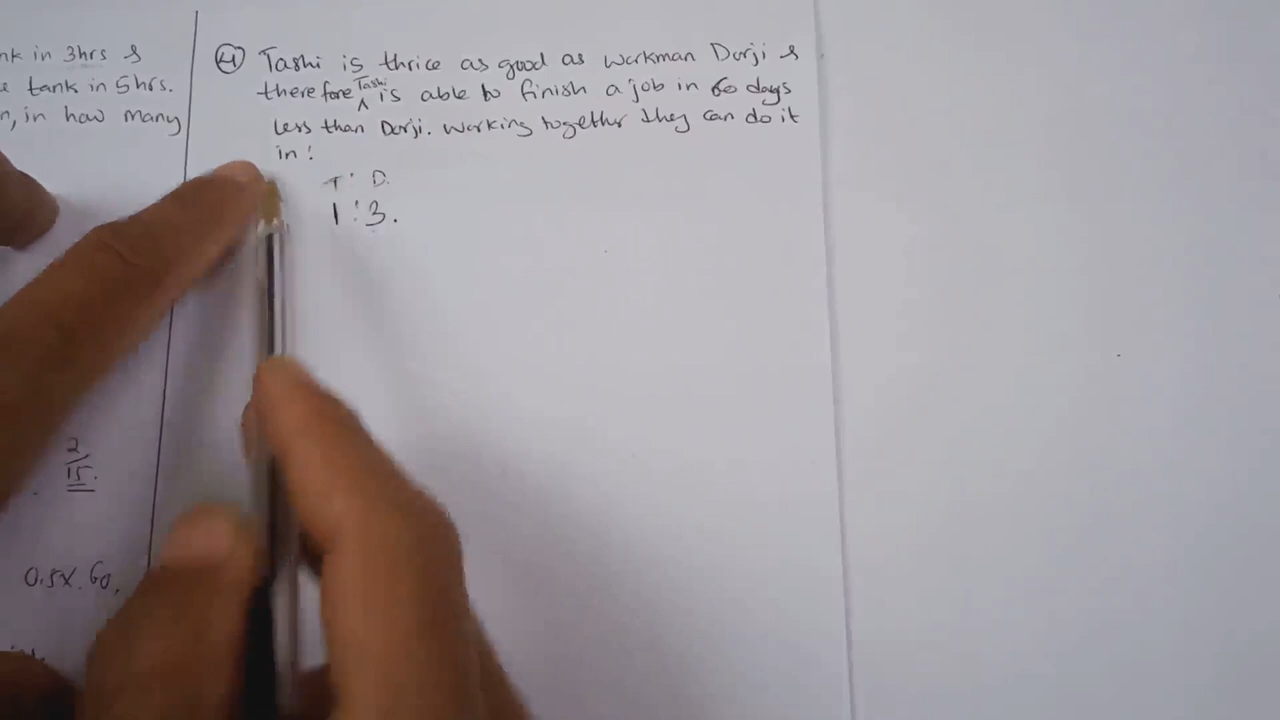 nk in 3hrs &
e tank in 5hrs.
n, in how many
2
15.
0.5x.60,
4 Tashi is thrice as good as workman Dorji &
therefore Tashi is able to finish a job in 60 days
less than Dorji. Working together they can do it
in:
T : D.
1 : 3.